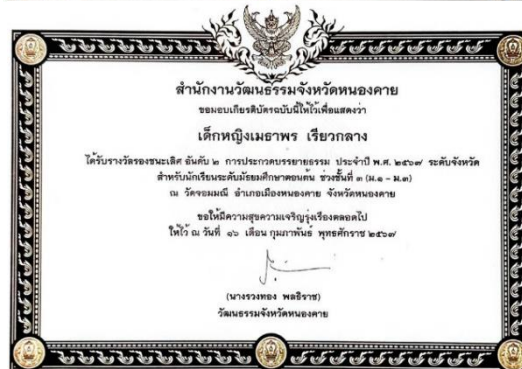 สำนักงานวัฒนธรรมจังหวัดหนองคาย
ขอมอบเกียรติบัตรฉบับนี้ให้ไว้เพื่อแสดงว่า
เด็กหญิงเมธาพร เรียวกลาง
ได้รับรางวัลรองชนะเลิศ อันดับ ๒ การประกวดบรรยายธรรม ประจำปี พ.ศ. ๒๕๖๗ ระดับจังหวัด
สำหรับนักเรียนระดับมัธยมศึกษาตอนต้น ช่วงชั้นที่ ๓ (ม.๑ - ม.๓)
ณ วัดจอมมณี อำเภอเมืองหนองคาย จังหวัดหนองคาย
ขอให้มีความสุขความเจริญรุ่งเรืองตลอดไป
ให้ไว้ ณ วันที่ ๑๖ เดือน กุมภาพันธ์ พุทธศักราช ๒๕๖๗
(นางรวงทอง พลธิราช)
วัฒนธรรมจังหวัดหนองคาย